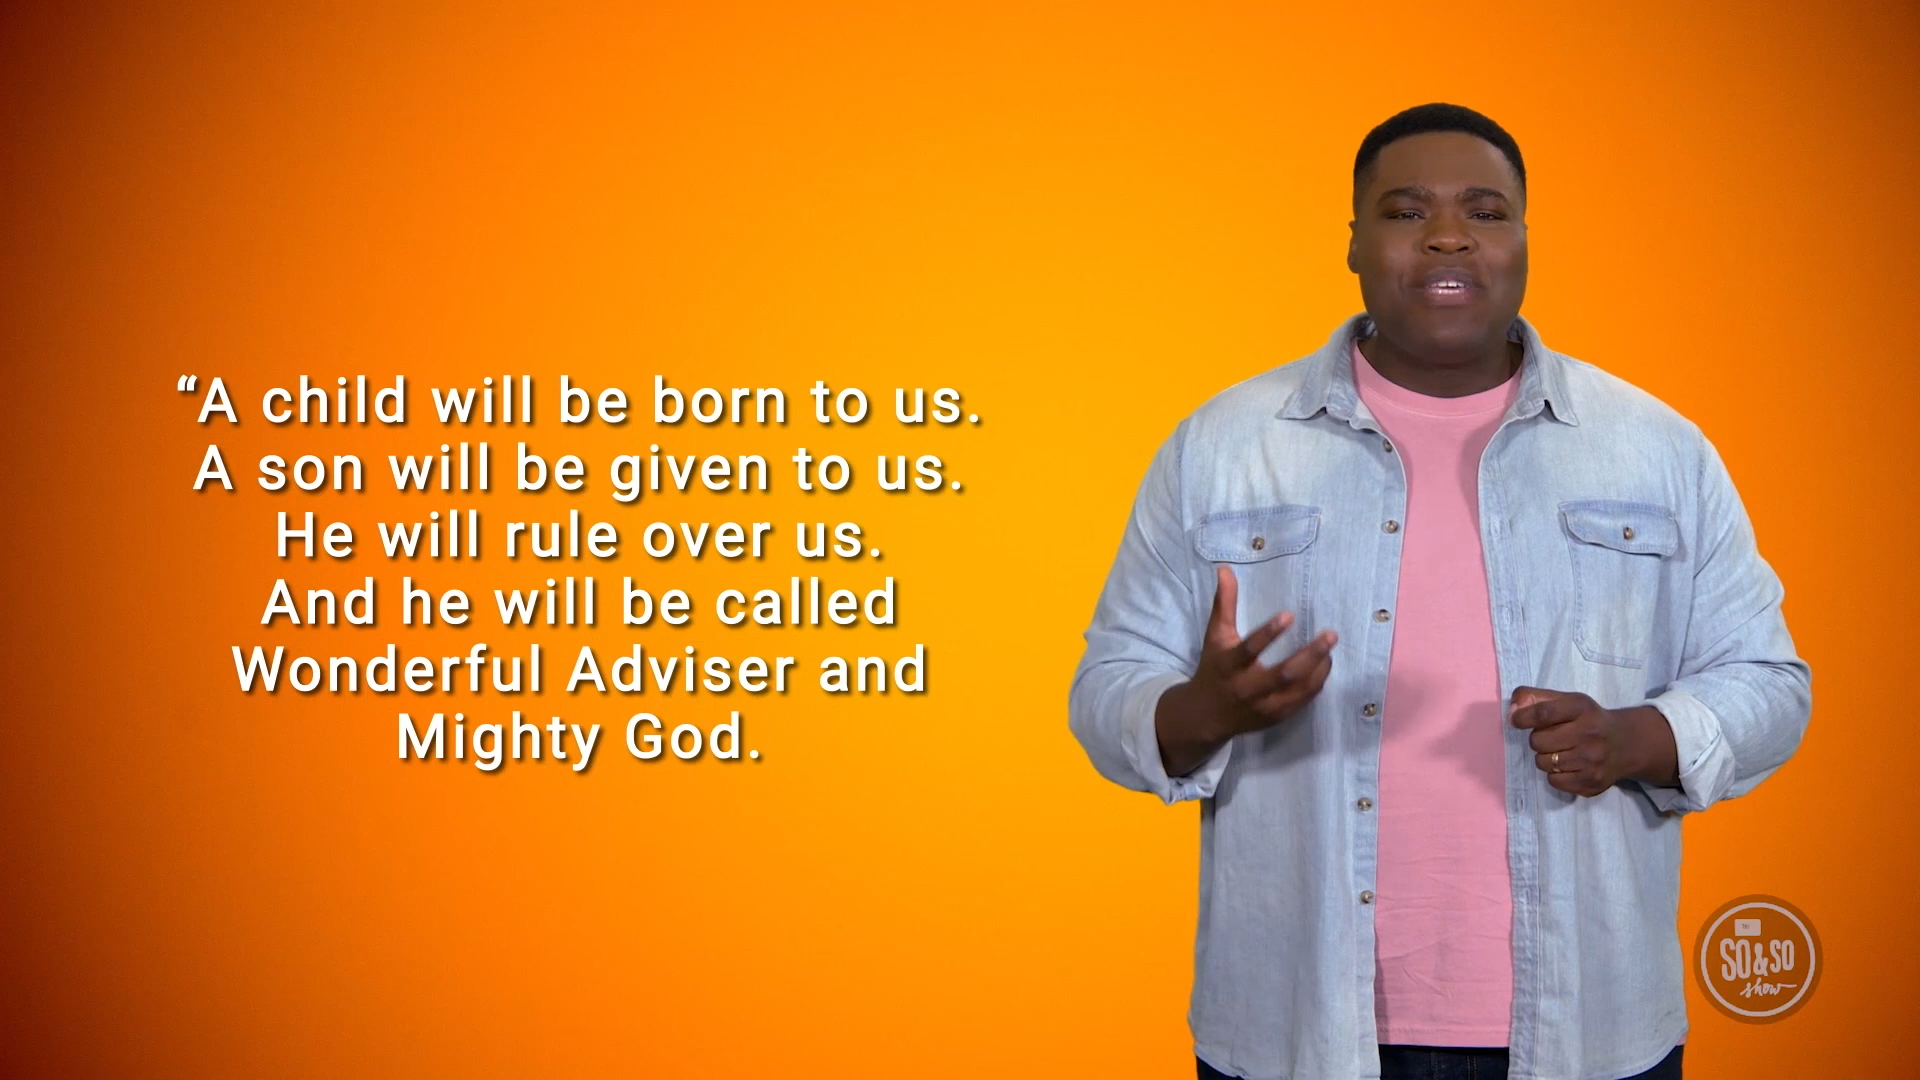 “A child will be born to us.
A son will be given to us.
He will rule over us.
And he will be called
Wonderful Adviser and
Mighty God.
THE
SO&SO
show